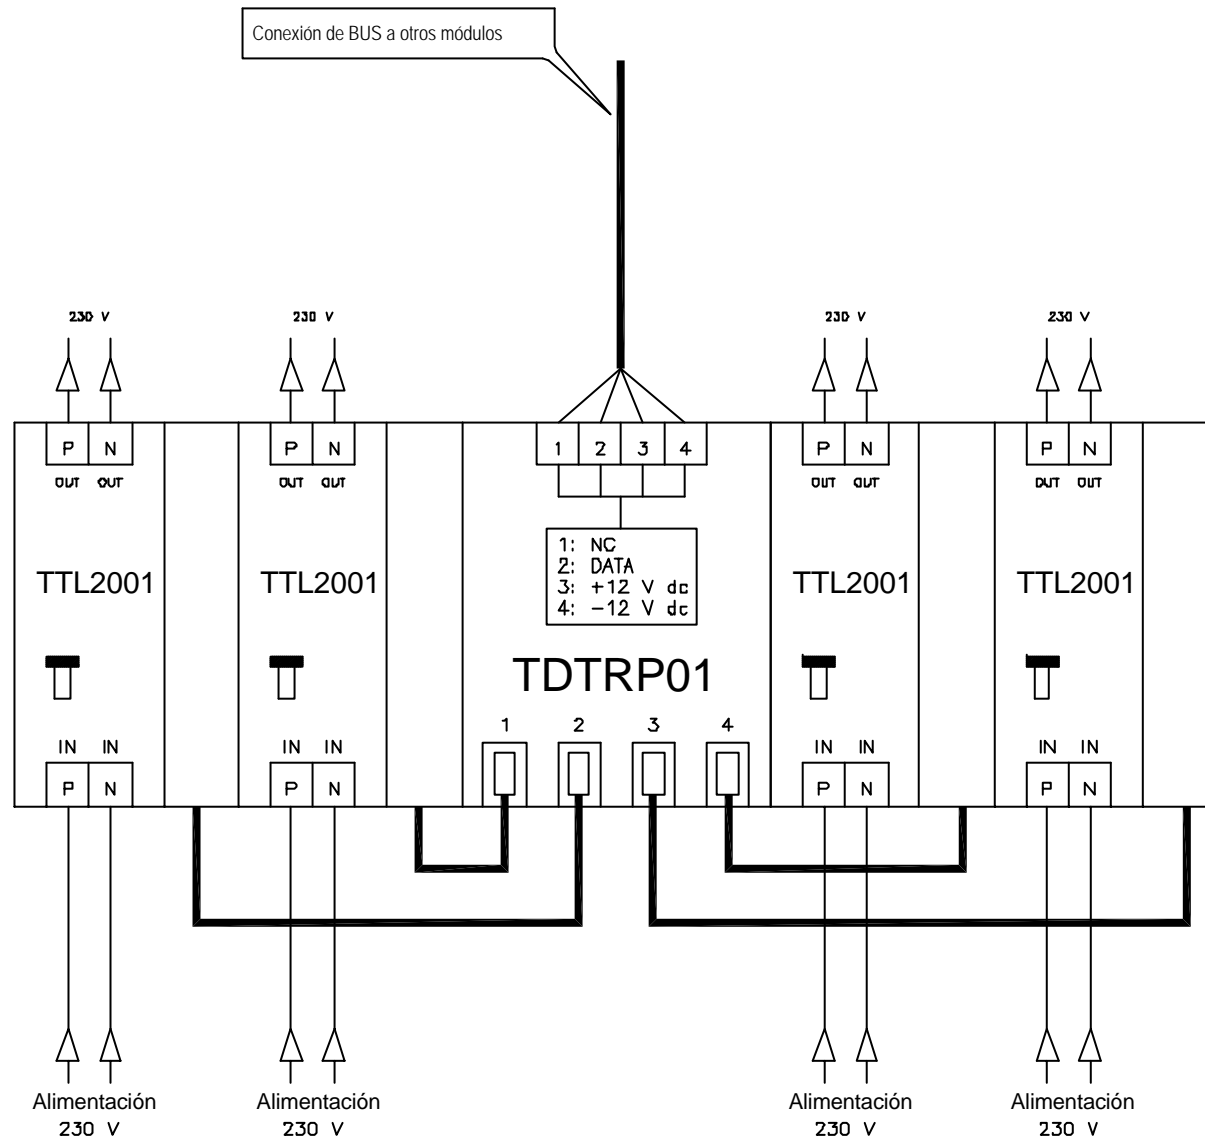 Conexión de BUS a otros módulos
230 V 230 V 230 V 230 V
P N P N 1 2 3 4 P N P N
OUT OUT OUT OUT OUT OUT OUT OUT
1: NC
2: DATA
3: +12 V dc
4: -12 V dc
TTL2001 TTL2001 TTL2001 TTL2001
TDTRP01
1 2 3 4
IN IN IN IN IN IN IN IN
P N P N P N P N
Alimentación Alimentación Alimentación Alimentación
230 V 230 V 230 V 230 V